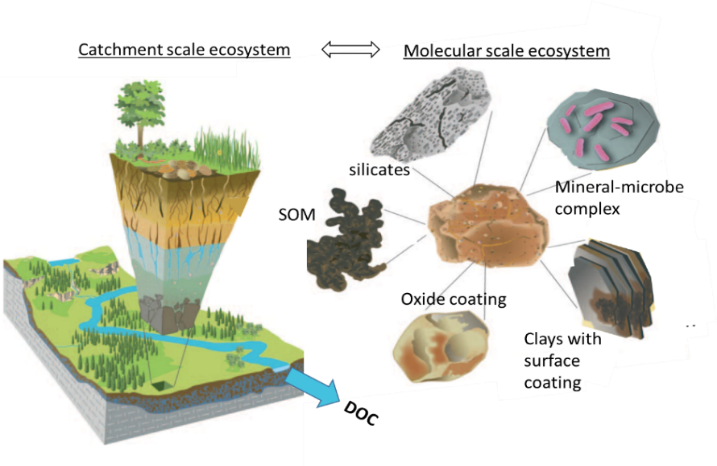 Catchment scale ecosystem
Molecular scale ecosystem
silicates
Mineral-microbe
complex
SOM
Oxide coating
Clays with
surface
coating
DOC